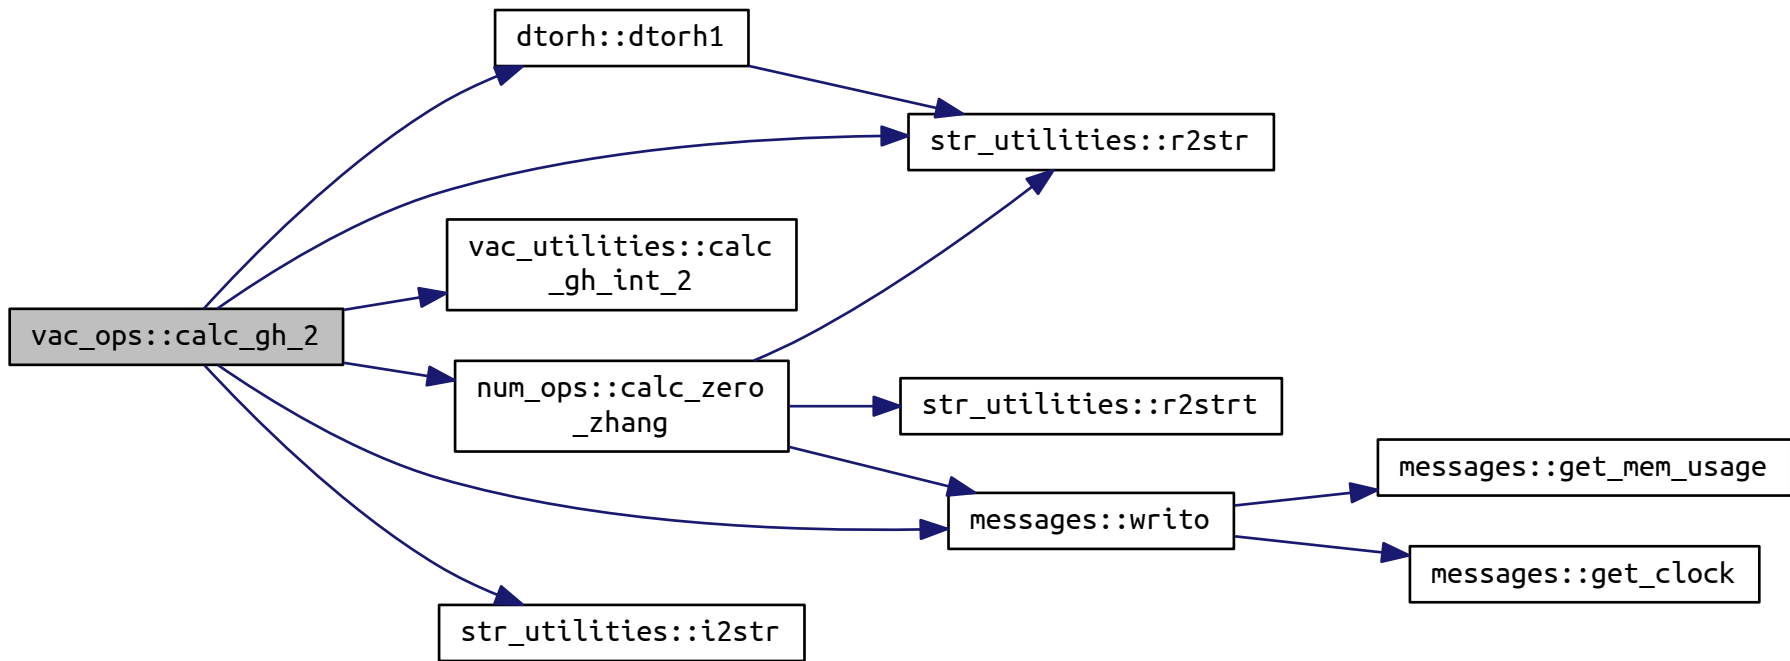 dtorh::dtorh1
str_utilities::r2str
vac_utilities::calc
_gh_int_2
vac_ops::calc_gh_2
num_ops::calc_zero
_zhang
str_utilities::r2strt
messages::get_mem_usage
messages::writo
messages::get_clock
str_utilities::i2str